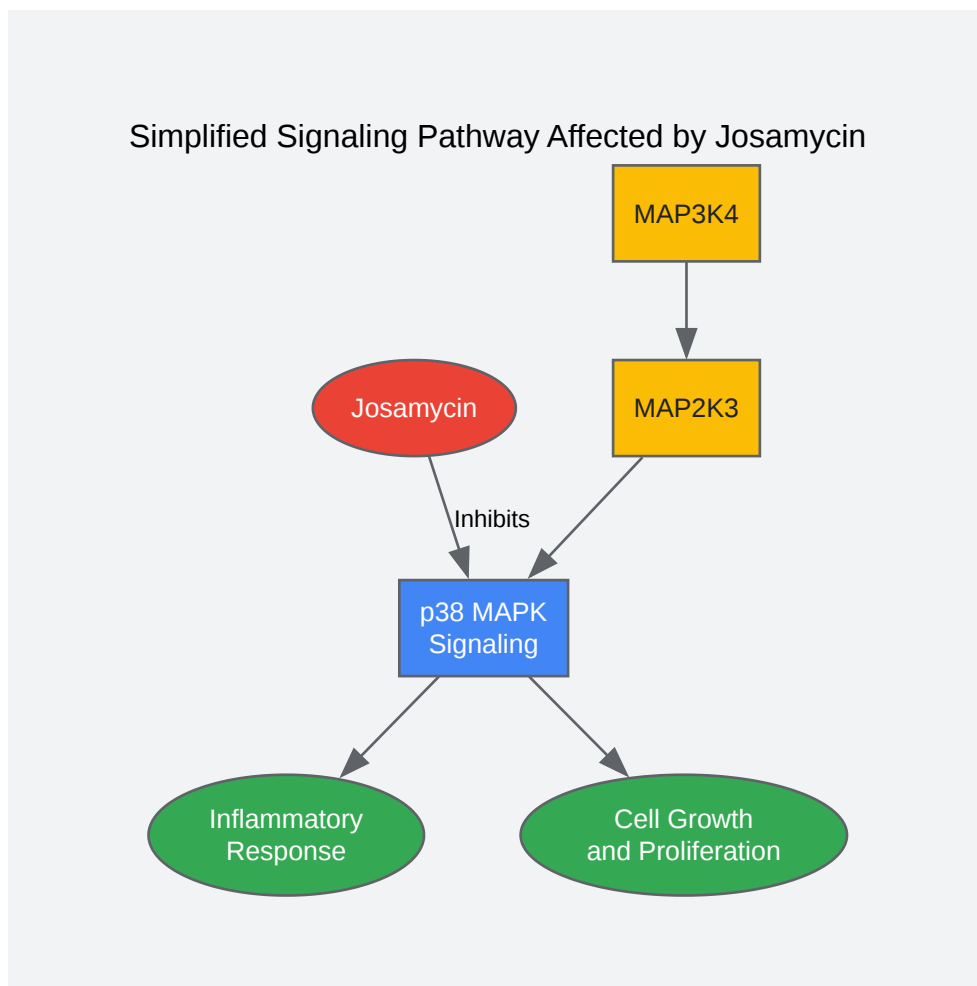 Simplified Signaling Pathway Affected by Josamycin
MAP3K4
Josamycin
MAP2K3
Inhibits
p38 MAPK
Signaling
Inflammatory
Response
Cell Growth
and Proliferation